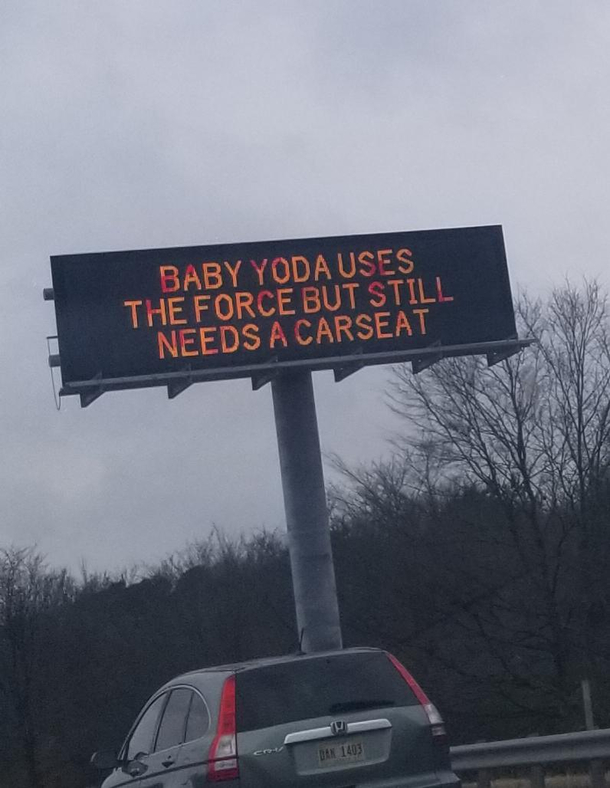 BABY YODA USES
THE FORCE BUT STILL
NEEDS A CARSEAT
CR-V